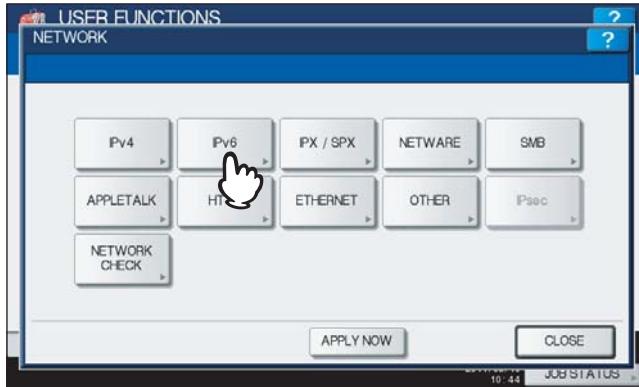 USER FUNCTIONS
?
NETWORK
?
IPv4
IPv6
IPX / SPX
NETWARE
SMB
APPLETALK
ETHERNET
OTHER
IPsec
NETWORK
CHECK
APPLY NOW
CLOSE
10:44
JOB STATUS